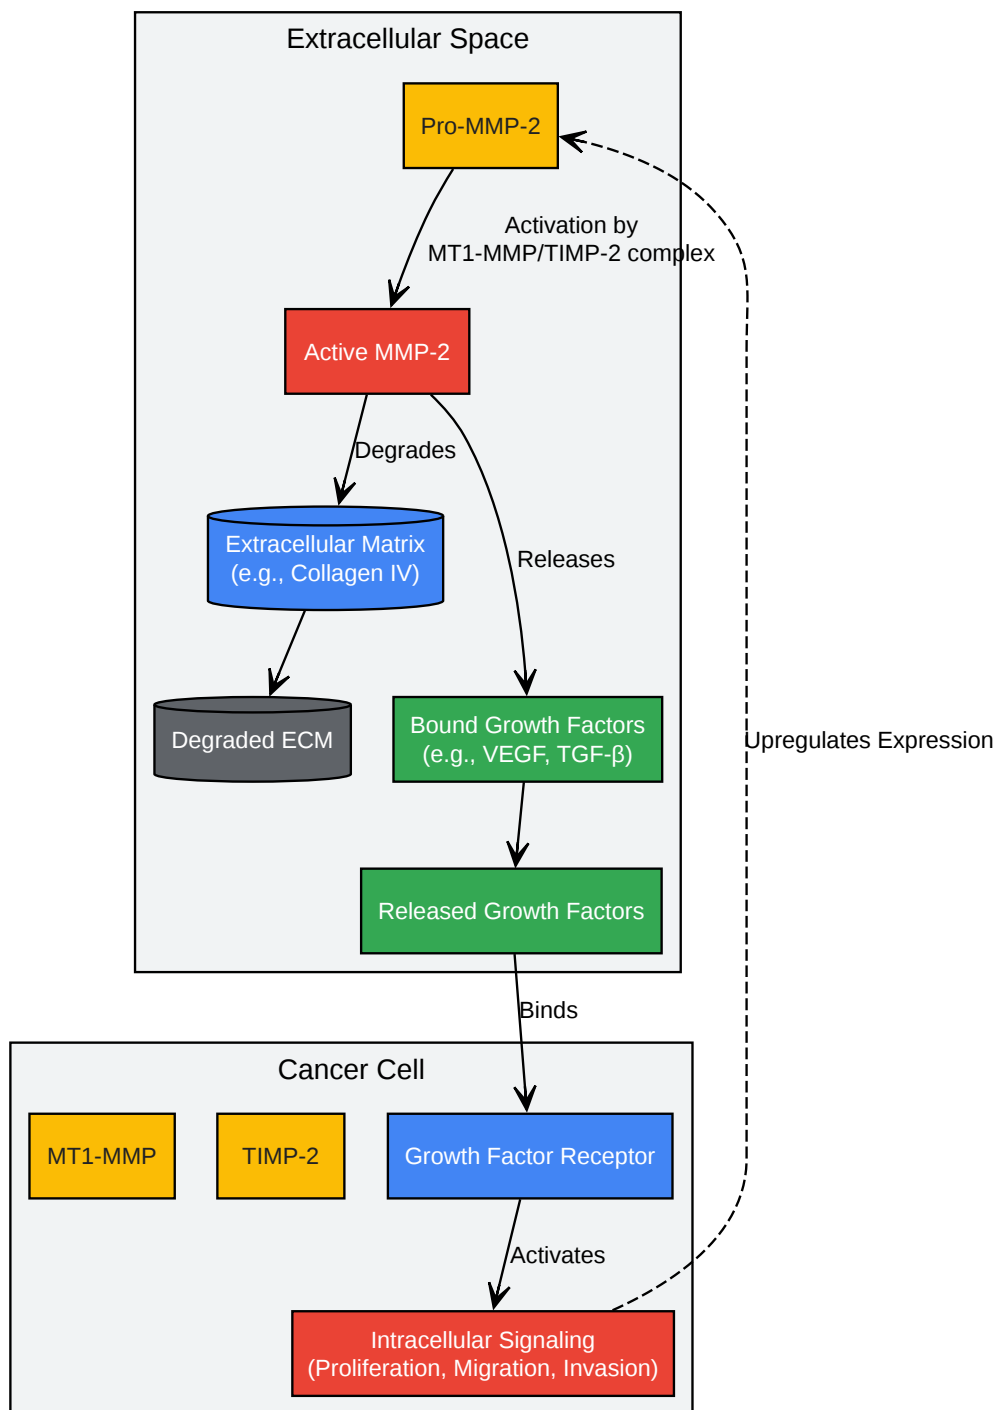 Extracellular Space
Pro-MMP-2
Activation by
MT1-MMP/TIMP-2 complex
Active MMP-2
Degrades
Extracellular Matrix
(e.g., Collagen IV)
Releases
Degraded ECM
Bound Growth Factors
(e.g., VEGF, TGF-β)
Upregulates Expression
Released Growth Factors
Binds
Cancer Cell
MT1-MMP
TIMP-2
Growth Factor Receptor
Activates
Intracellular Signaling
(Proliferation, Migration, Invasion)